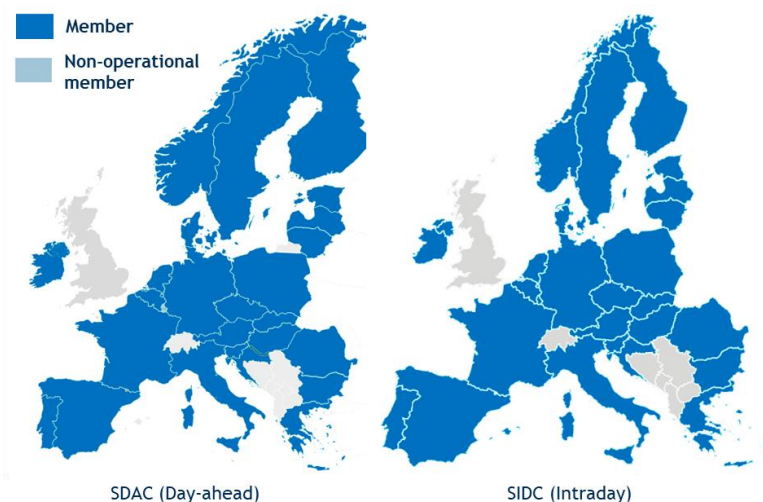 Member
Non-operational
member
SDAC (Day-ahead)
SIDC (Intraday)